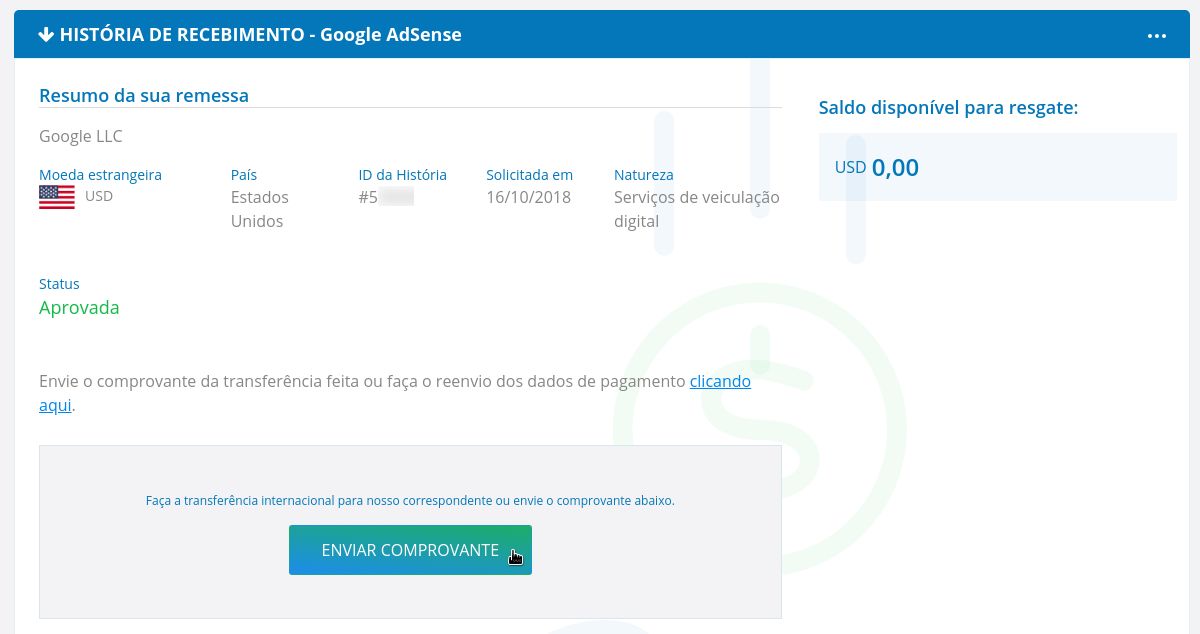 HISTÓRIA DE RECEBIMENTO - Google AdSense
Resumo da sua remessa
Google LLC
Moeda estrangeira
USD
País
Estados
Unidos
ID da História
#5
Solicitada em
16/10/2018
Natureza
Serviços de veiculação
digital
Status
Aprovada
Envie o comprovante da transferência feita ou faça o reenvio dos dados de pagamento clicando
aqui.
Faça a transferência internacional para nosso correspondente ou envie o comprovante abaixo.
ENVIAR COMPROVANTE
Saldo disponível para resgate:
USD 0,00